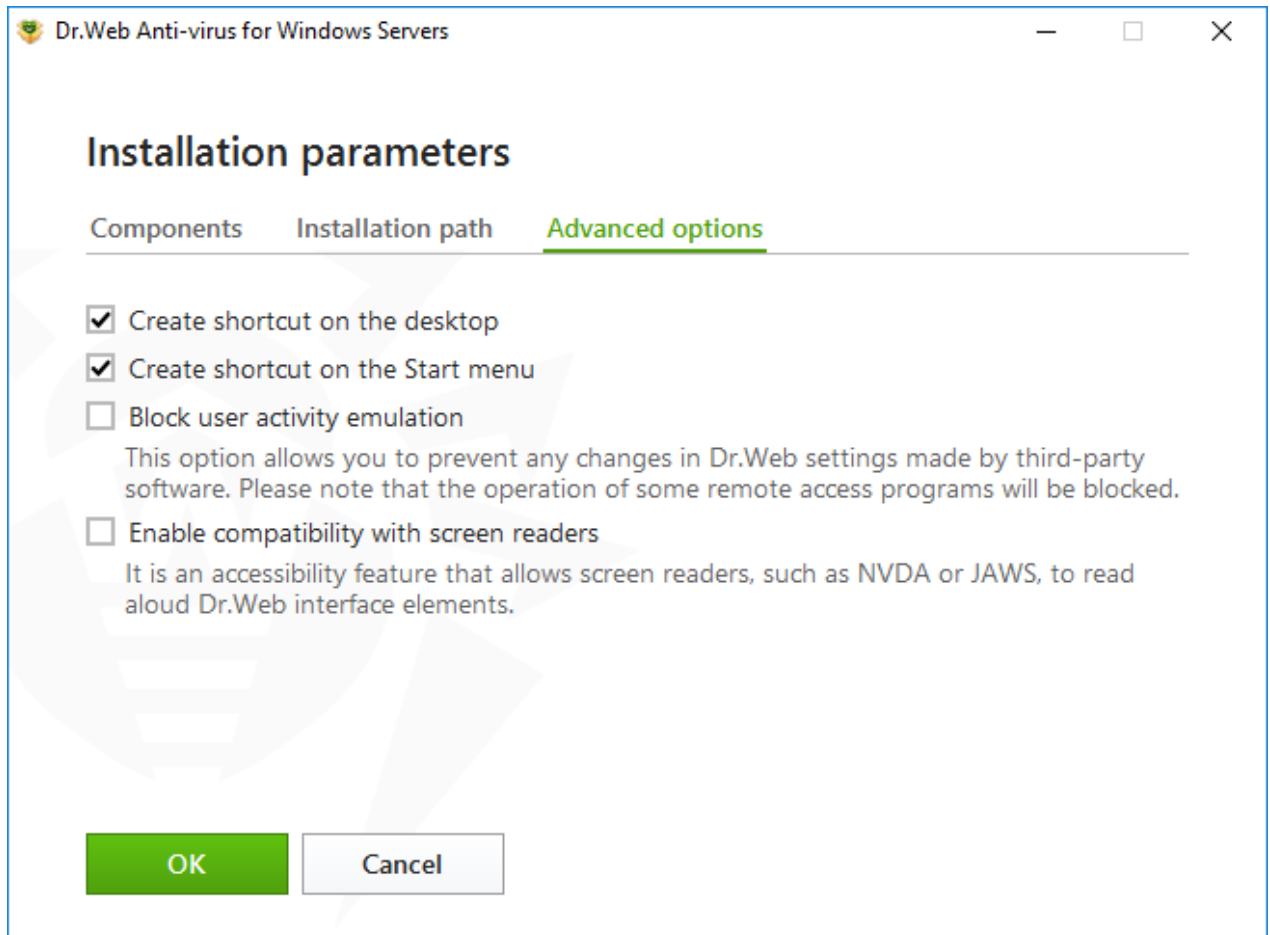 Dr.Web Anti-virus for Windows Servers
Installation parameters
Components Installation path Advanced options
Create shortcut on the desktop
Create shortcut on the Start menu
Block user activity emulation
This option allows you to prevent any changes in Dr.Web settings made by third-party
software. Please note that the operation of some remote access programs will be blocked.
Enable compatibility with screen readers
It is an accessibility feature that allows screen readers, such as NVDA or JAWS, to read
aloud Dr.Web interface elements.
OK Cancel